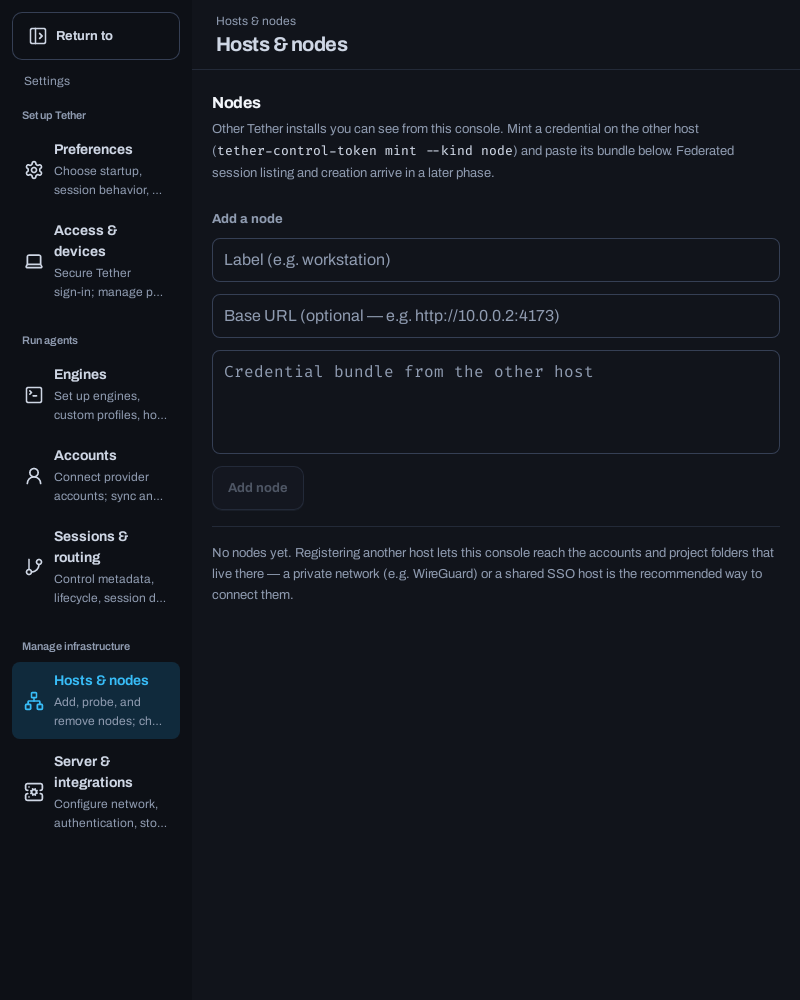 Return to
Settings
Set up Tether
Preferences
Choose startup,
session behavior, ...
Access &
devices
Secure Tether
sign-in; manage p...
Run agents
Engines
Set up engines,
custom profiles, ho...
Accounts
Connect provider
accounts; sync an...
Sessions &
routing
Control metadata,
lifecycle, session d...
Manage infrastructure
Hosts & nodes
Add, probe, and
remove nodes; ch...
Server &
integrations
Configure network,
authentication, sto...
Hosts & nodes
Hosts & nodes
Nodes
Other Tether installs you can see from this console. Mint a credential on the other host
(tether-control-token mint --kind node) and paste its bundle below. Federated
session listing and creation arrive in a later phase.
Add a node
Label (e.g. workstation)
Base URL (optional — e.g. http://10.0.0.2:4173)
Credential bundle from the other host
Add node
No nodes yet. Registering another host lets this console reach the accounts and project folders that
live there — a private network (e.g. WireGuard) or a shared SSO host is the recommended way to
connect them.